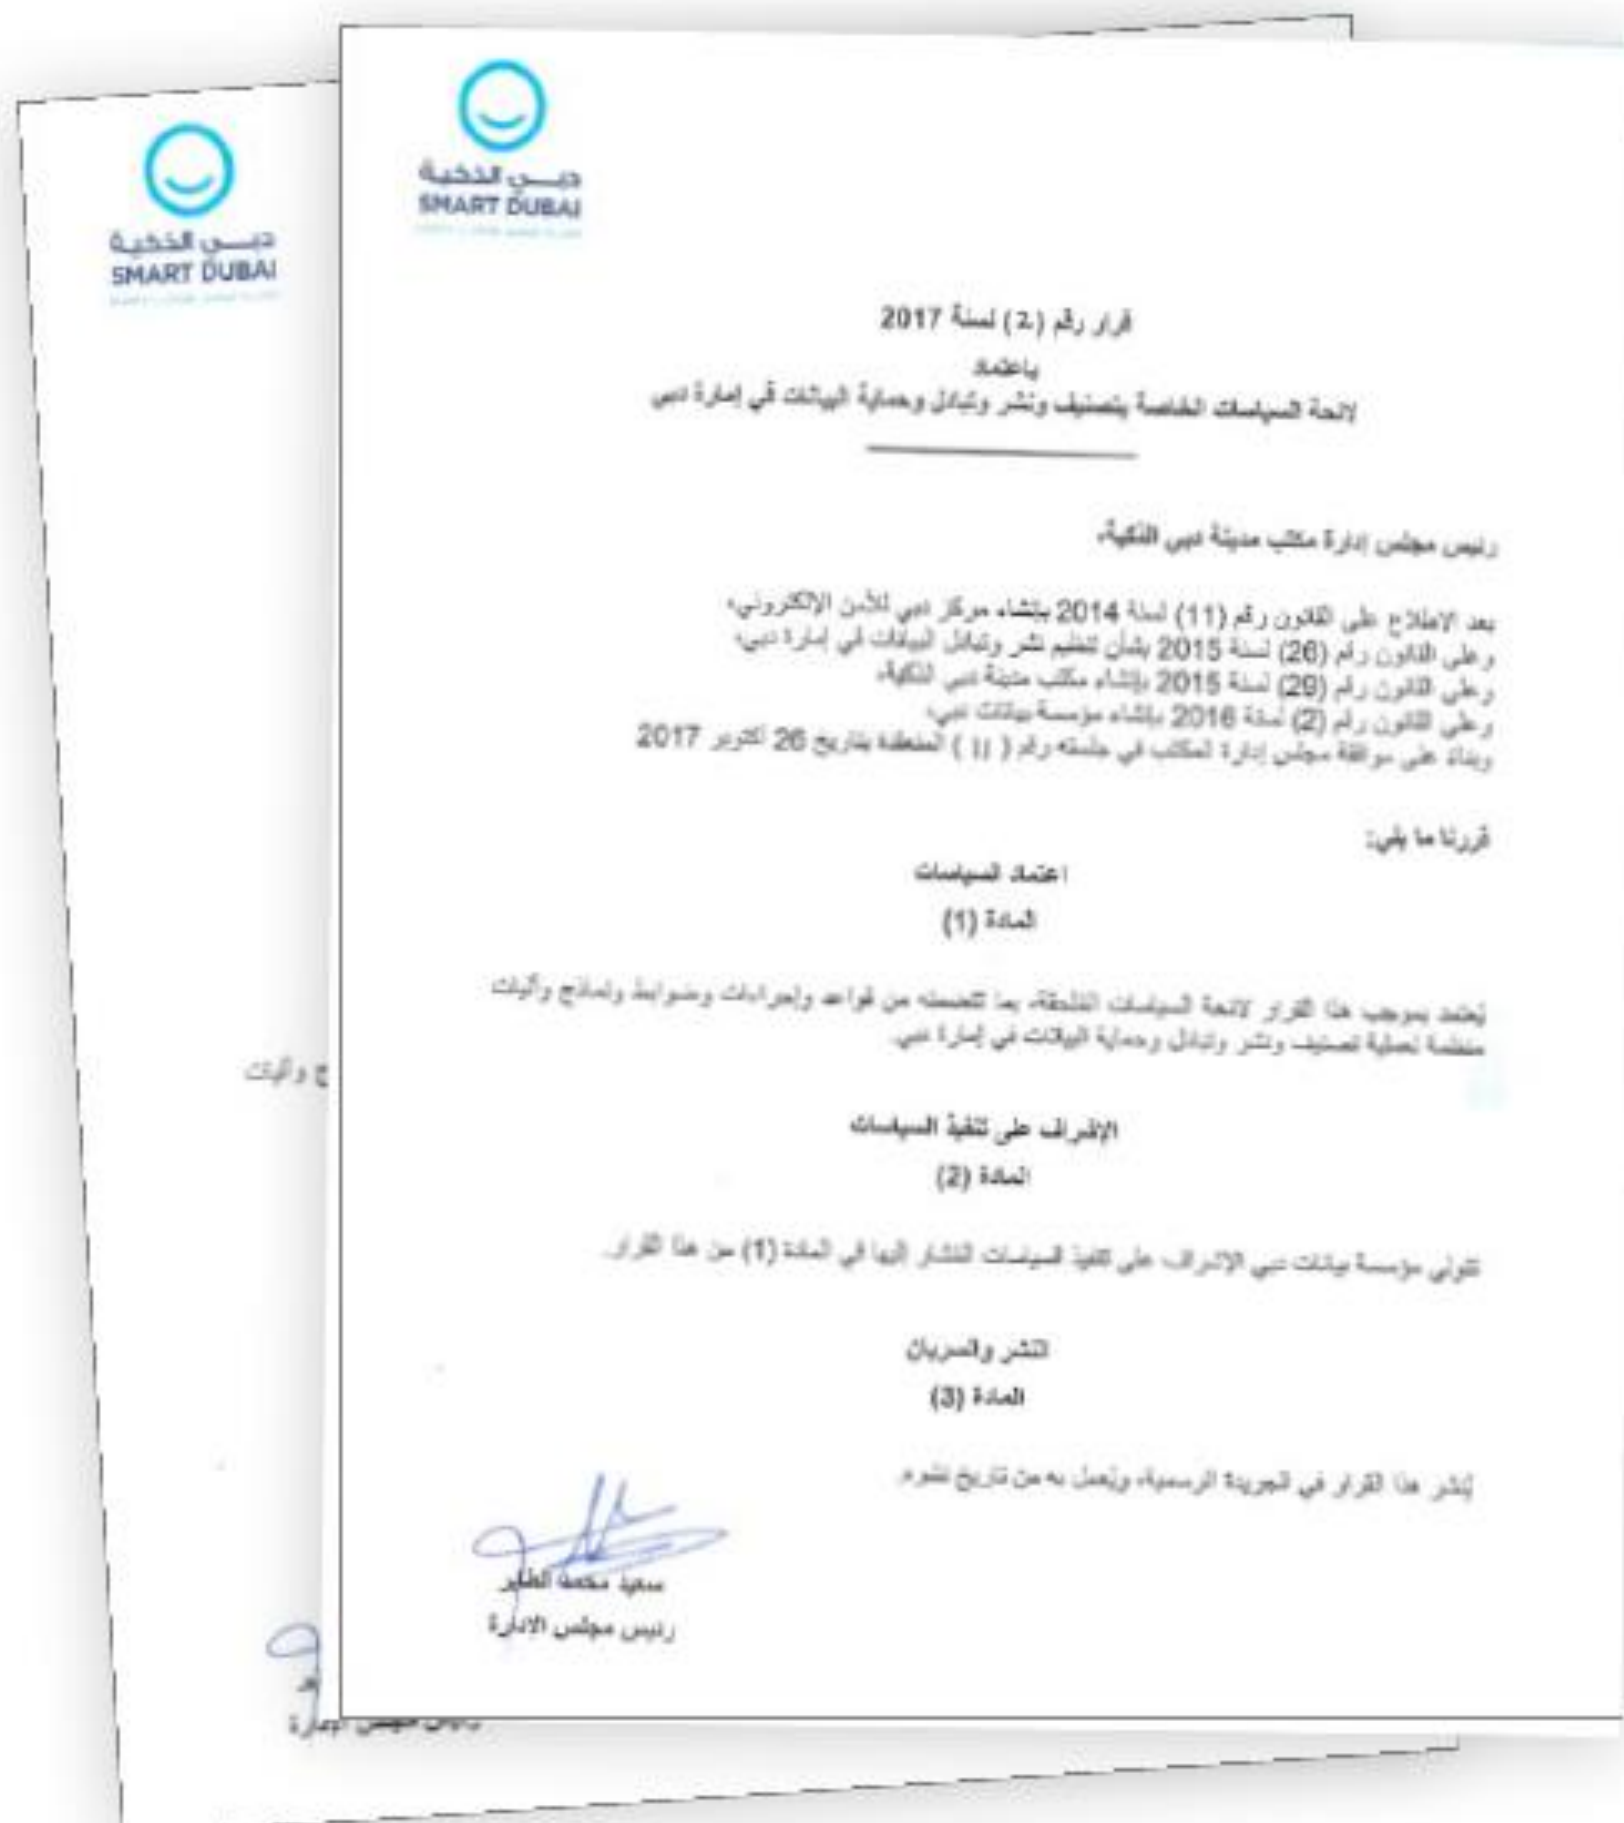 دبي الذكية
SMART DUBAI
دبي الذكية
SMART DUBAI
قرار رقم (2) لسنة 2017
باعتماد
لائحة السياسات الخاصة بتصنيف ونشر وتبادل وحماية البيانات في إمارة دبي
رئيس مجلس إدارة مكتب مدينة دبي الذكية،
بعد الاطلاع على القانون رقم (11) لسنة 2014 بإنشاء مركز دبي للأمن الإلكتروني،
وعلى القانون رقم (26) لسنة 2015 بشأن تنظيم نشر وتبادل البيانات في إمارة دبي،
وعلى القانون رقم (29) لسنة 2015 بإنشاء مكتب مدينة دبي الذكية،
وعلى القانون رقم (2) لسنة 2016 بإنشاء مؤسسة بيانات دبي،
وبناءً على موافقة مجلس إدارة المكتب في جلسته رقم ( 11 ) المنعقدة بتاريخ 26 أكتوبر 2017
قررنا ما يلي:
اعتماد السياسات
المادة (1)
يُعتمد بموجب هذا القرار لائحة السياسات الملحقة، بما تتضمنه من قواعد وإجراءات وضوابط ونماذج وآليات
منظمة لعملية تصنيف ونشر وتبادل وحماية البيانات في إمارة دبي.
ج وآليات
الإشراف على تنفيذ السياسات
المادة (2)
تتولى مؤسسة بيانات دبي الإشراف على تنفيذ السياسات المشار إليها في المادة (1) من هذا القرار.
النشر والسريان
المادة (3)
يُنشر هذا القرار في الجريدة الرسمية، ويُعمل به من تاريخ نشره.
سعيد محمد الطاير
رئيس مجلس الإدارة
رئيس مجلس الإدارة